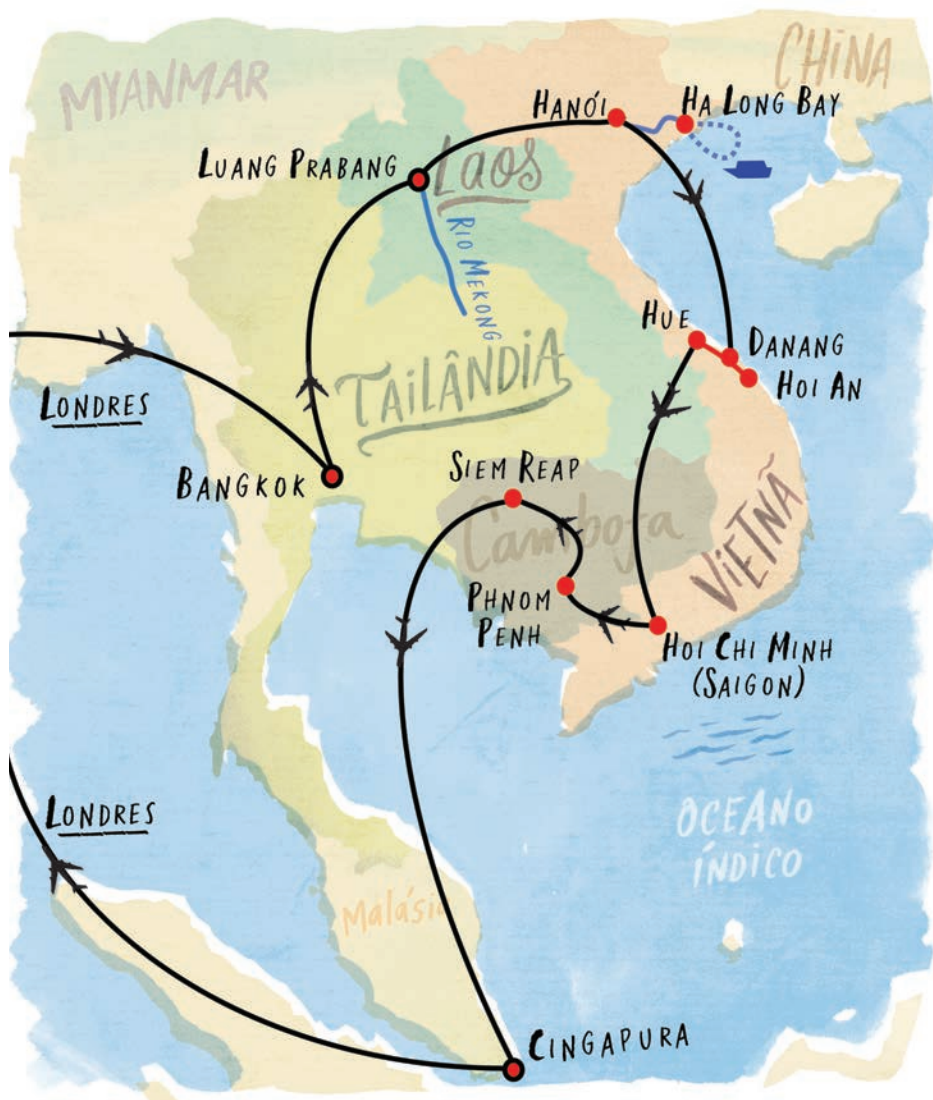 MYANMAR
CHINA
HANÓI
HA LONG BAY
LUANG PRABANG
Laos
RIO MEKONG
HUE
DANANG
HOI AN
TAILÂNDIA
LONDRES
BANGKOK
SIEM REAP
Camboja
VIETNÃ
PHNOM
PENH
HOI CHI MINH
(SAIGON)
LONDRES
OCEANO
ÍNDICO
Malásia
CINGAPURA